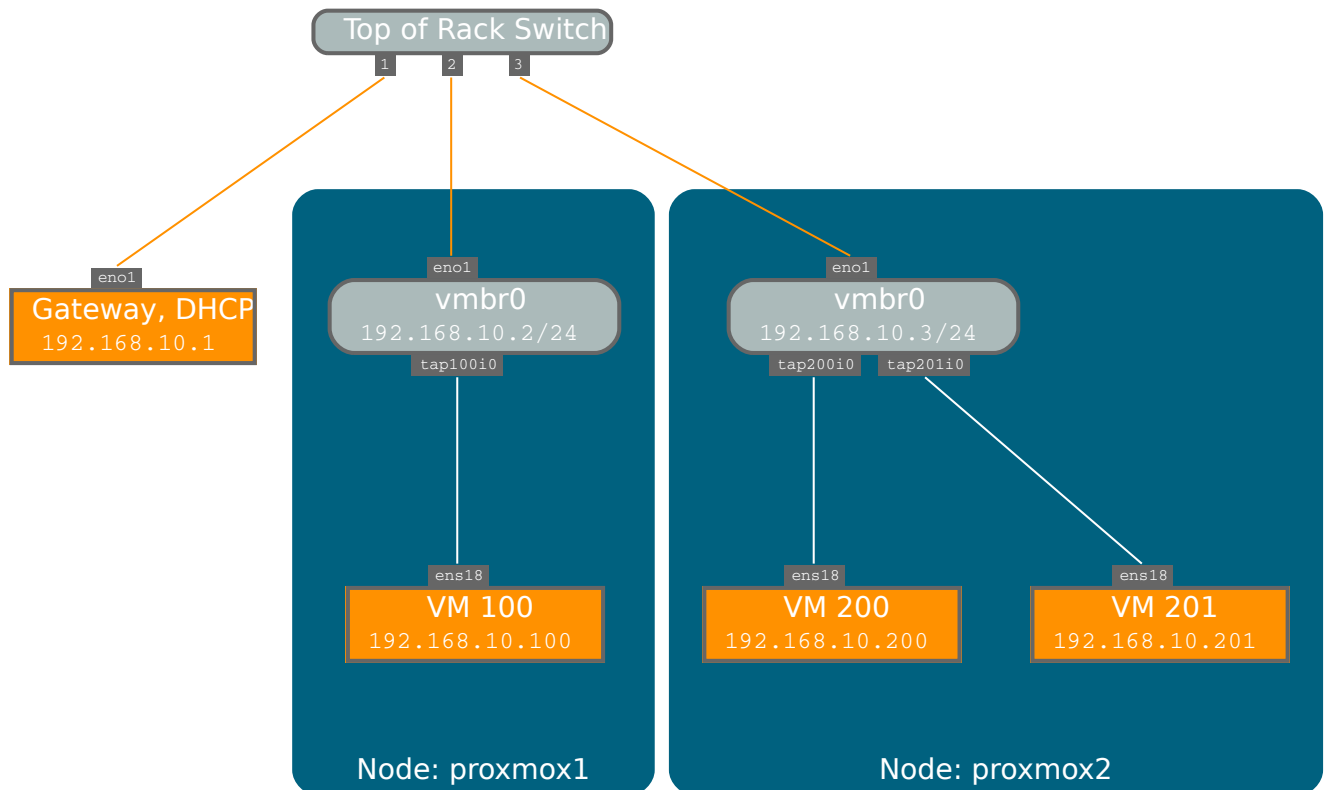 Top of Rack Switch
1
2
3
eno1
Gateway, DHCP
192.168.10.1
eno1
vmbr0
192.168.10.2/24
tap100i0
eno1
vmbr0
192.168.10.3/24
tap200i0
tap201i0
ens18
VM 100
192.168.10.100
ens18
VM 200
192.168.10.200
ens18
VM 201
192.168.10.201
Node: proxmox1
Node: proxmox2